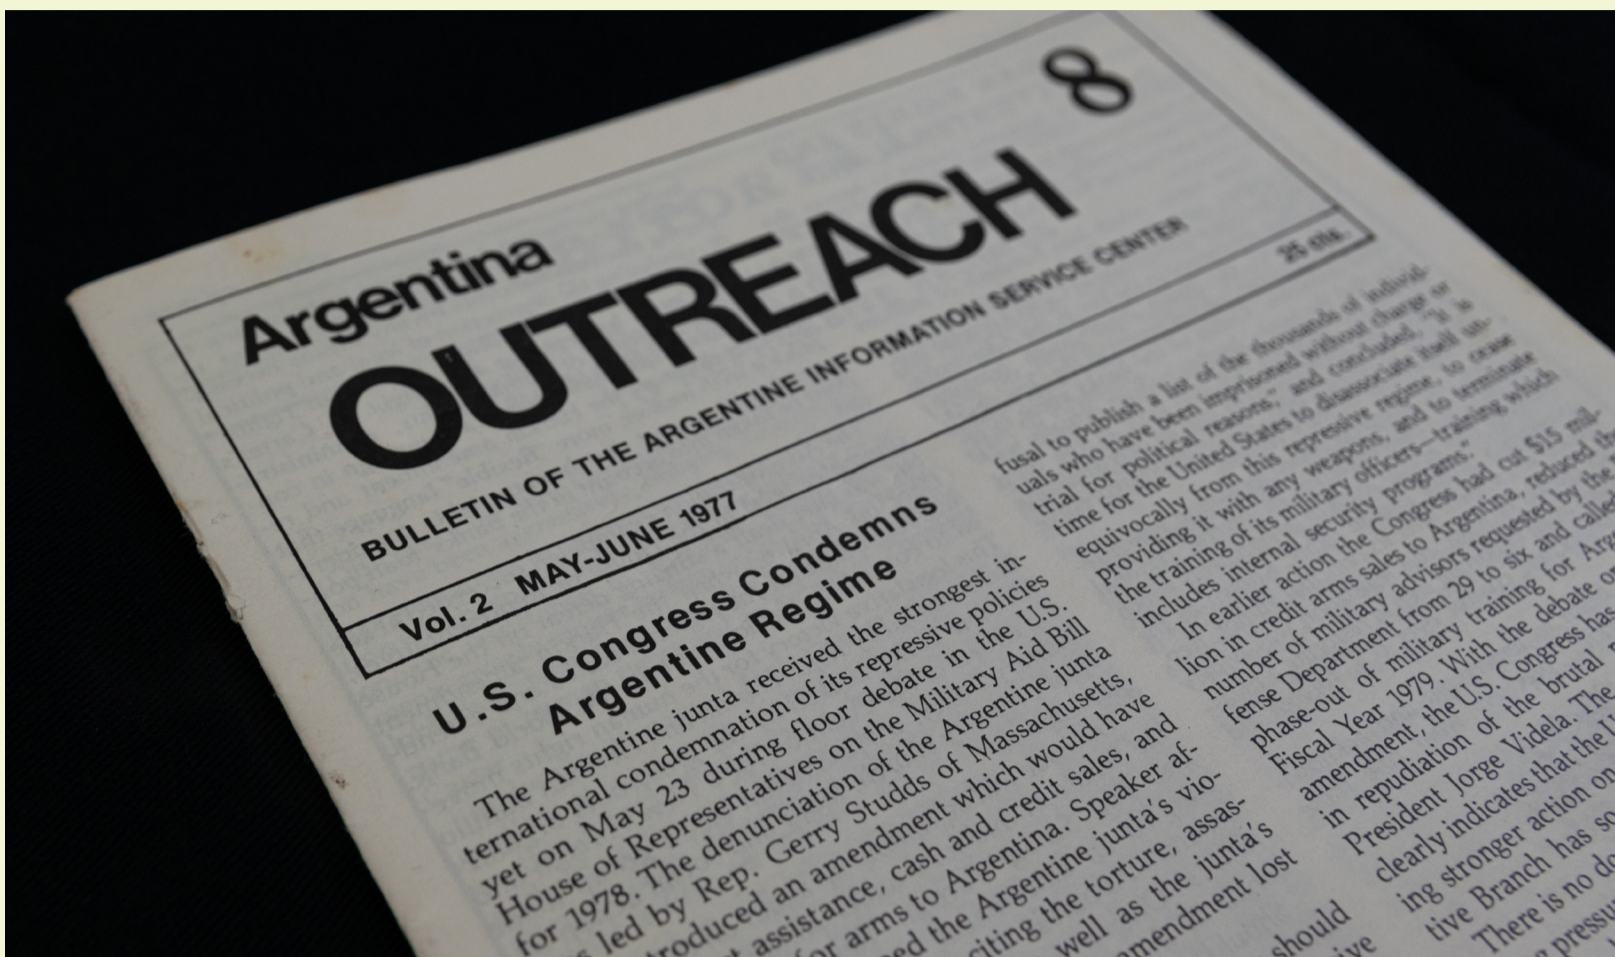 8
Argentina
OUTREACH
BULLETIN OF THE ARGENTINE INFORMATION SERVICE CENTER
Vol. 2 MAY-JUNE 1977
25 cts.
U.S. Congress Condemns
Argentine Regime
The Argentine junta received the strongest in-
ternational condemnation of its repressive policies
yet on May 23 during floor debate in the U.S.
House of Representatives on the Military Aid Bill
for 1978. The denunciation of the Argentine junta
led by Rep. Gerry Studds of Massachusetts,
troduced an amendment which would have
assistance, cash and credit sales, and
for arms to Argentina. Speaker af-
ed the Argentine junta's vio-
citing the torture, assas-
well as the junta's
amendment lost
should
ive
fusal to publish a list of the thousands of individ-
uals who have been imprisoned without charge or
trial for political reasons," and concluded, "It is
time for the United States to disassociate itself un-
equivocally from this repressive regime, to cease
providing it with any weapons, and to terminate
the training of its military officers—training which
includes internal security programs."
In earlier action the Congress had cut $15 mil-
lion in credit arms sales to Argentina, reduced the
number of military advisors requested by the
fense Department from 29 to six and called
phase-out of military training for
Fiscal Year 1979. With the debate
amendment, the U.S. Congress has
in repudiation of the brutal
President Jorge Videla. The
clearly indicates that the
ing stronger action on
tive Branch has
There is no
pressu